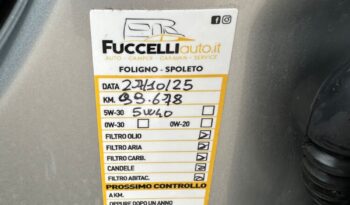 FUCCELLIauto.it
AUTO - CAMPER - CARAVAN - SERVICE
FOLIGNO - SPOLETO
DATA 27/10/25
KM. 99.678
5W-30 5W40
0W-30 0W-20
FILTRO OLIO
FILTRO ARIA
FILTRO CARB.
CANDELE
FILTRO ABITAC.
PROSSIMO CONTROLLO
A KM.
OPPURE DOPO UN ANNO